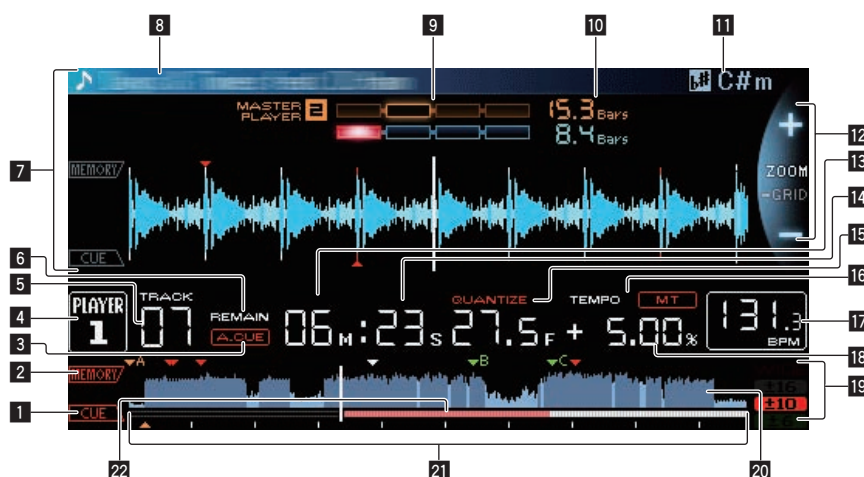 8 9 10 11
C#m
MASTER PLAYER 2 15.3 Bars
8.4 Bars
7 MEMORY + 12
ZOOM 13
-GRID 14
CUE − 15
6 16
5 TRACK REMAIN QUANTIZE TEMPO MT
4 PLAYER 1 07 A.CUE 06 M : 23 S 27.5 F + 5.00 % 131.3 BPM 17
3 18
A B C
2 MEMORY ±16 19
1 CUE ±10
22 21 20